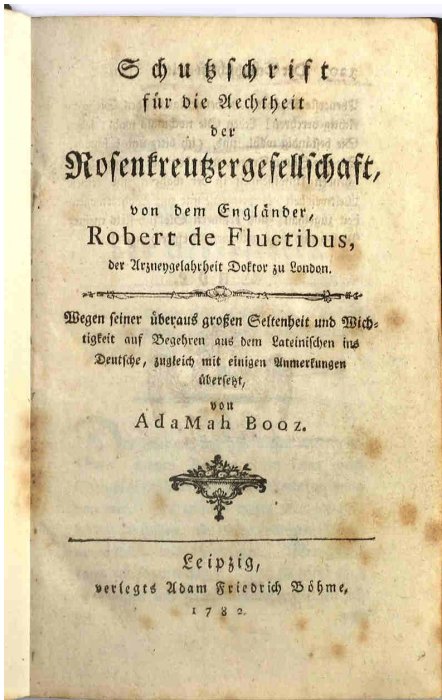 Schutzschrift
für die Aechtheit
der
Rosenkreutzergesellschaft,
von dem Engländer,
Robert de Fluctibus,
der Arzneygelahrheit Doktor zu London.
Wegen seiner überaus großen Seltenheit und Wich-
tigkeit auf Begehren aus dem Lateinischen ins
Deutsche, zugleich mit einigen Anmerkungen
übersetzt,
von
AdaMah Booz.
Leipzig,
verlegts Adam Friedrich Böhme,
1782.